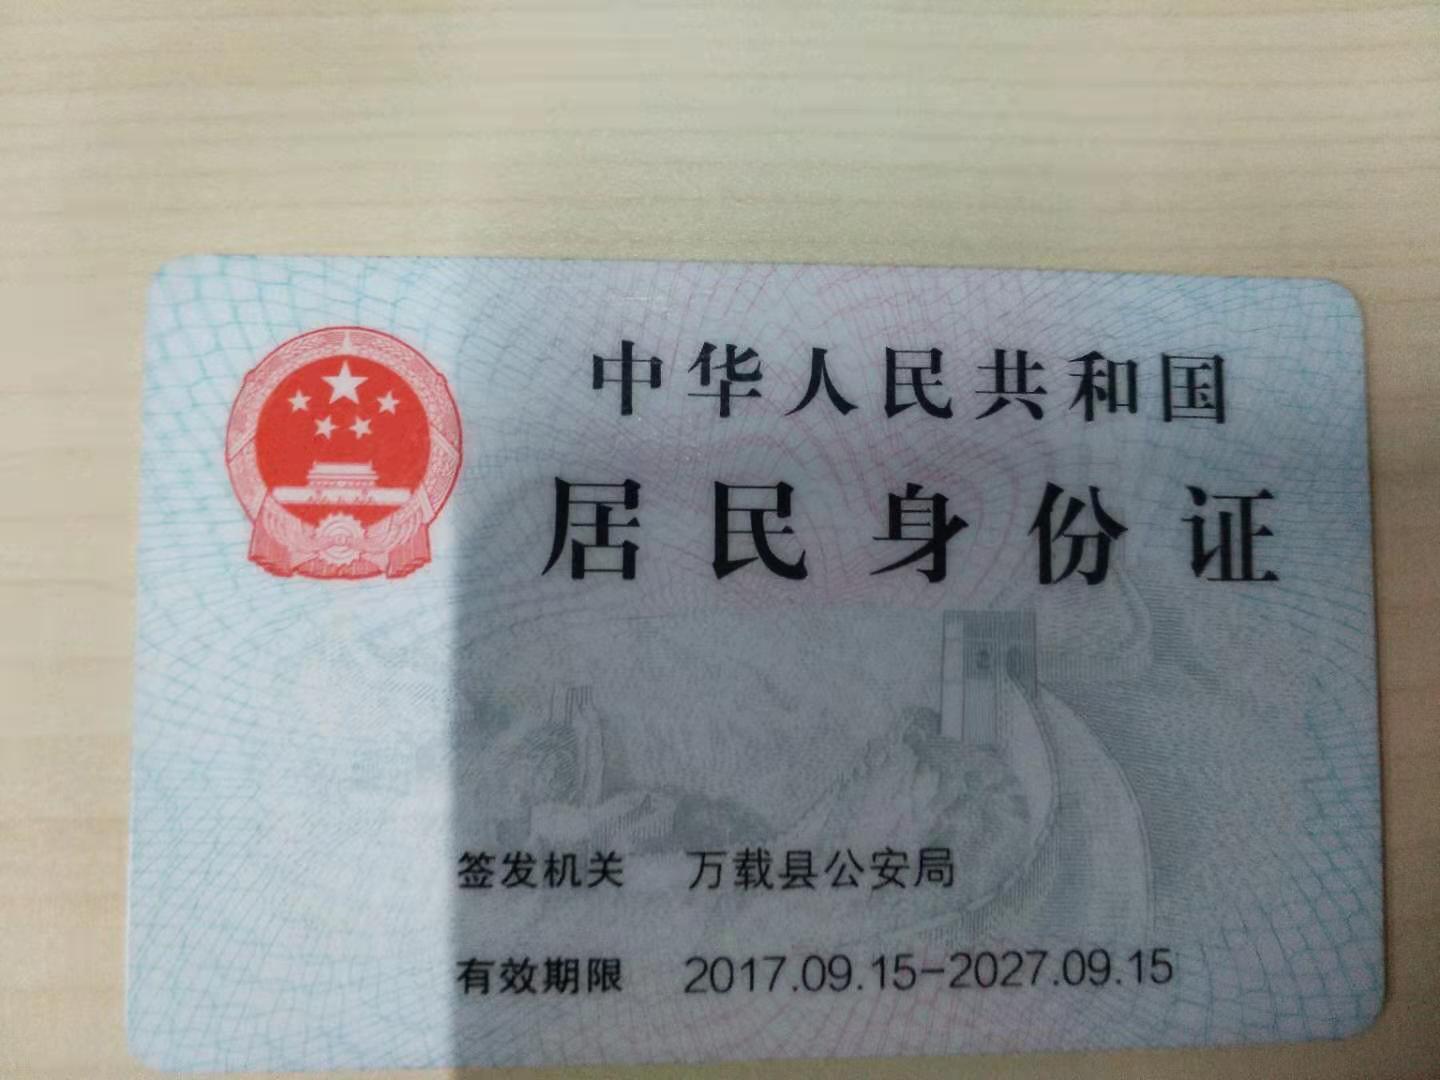 中华人民共和国
居民身份证
签发机关 万载县公安局
有效期限 2017.09.15-2027.09.15